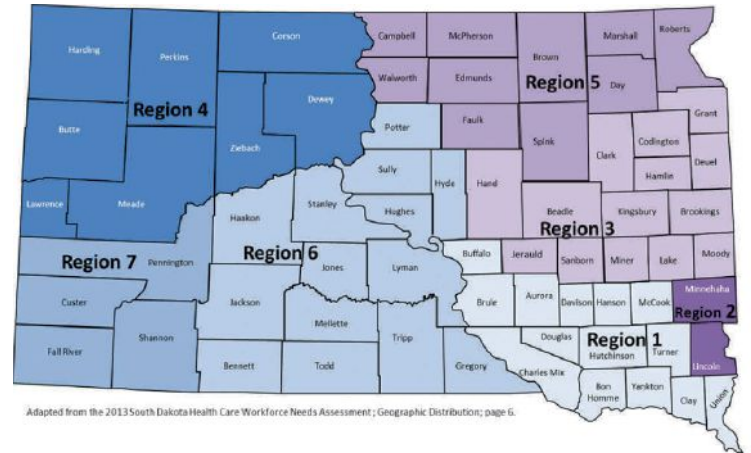 Harding
Perkins
Corson
Campbell
McPherson
Brown
Marshall
Roberts
Region 4
Butte
Dewey
Ziebach
Lawrence
Meade
Walworth
Edmunds
Region 5
Day
Potter
Faulk
Spink
Grant
Codington
Clark
Deuel
Hamlin
Sully
Hyde
Hand
Hughes
Stanley
Haakon
Beadle
Kingsbury
Brookings
Region 3
Region 7
Pennington
Region 6
Jones
Lyman
Buffalo
Jerauld
Sanborn
Miner
Lake
Moody
Custer
Jackson
Brule
Aurora
Davison
Hanson
McCook
Minnehaha
Region 2
Mellette
Shannon
Fall River
Bennett
Todd
Tripp
Gregory
Douglas
Region 1
Hutchinson
Turner
Lincoln
Charles Mix
Bon
Homme
Yankton
Clay
Union
Adapted from the 2013 South Dakota Health Care Workforce Needs Assessment ; Geographic Distribution; page 6.